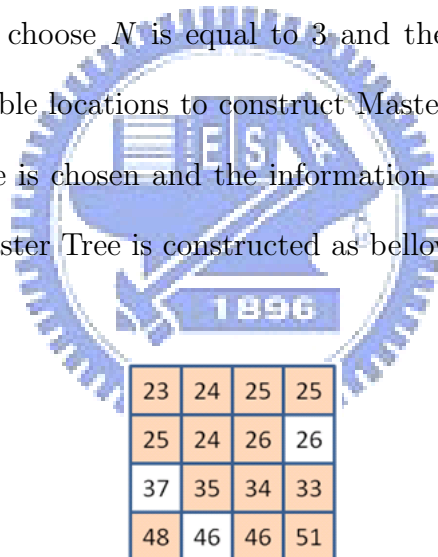 choose N is equal to 3 and the
ble locations to construct Maste
e is chosen and the information
ster Tree is constructed as bellov
E S A
1896
23 24 25 25
25 24 26 26
37 35 34 33
48 46 46 51